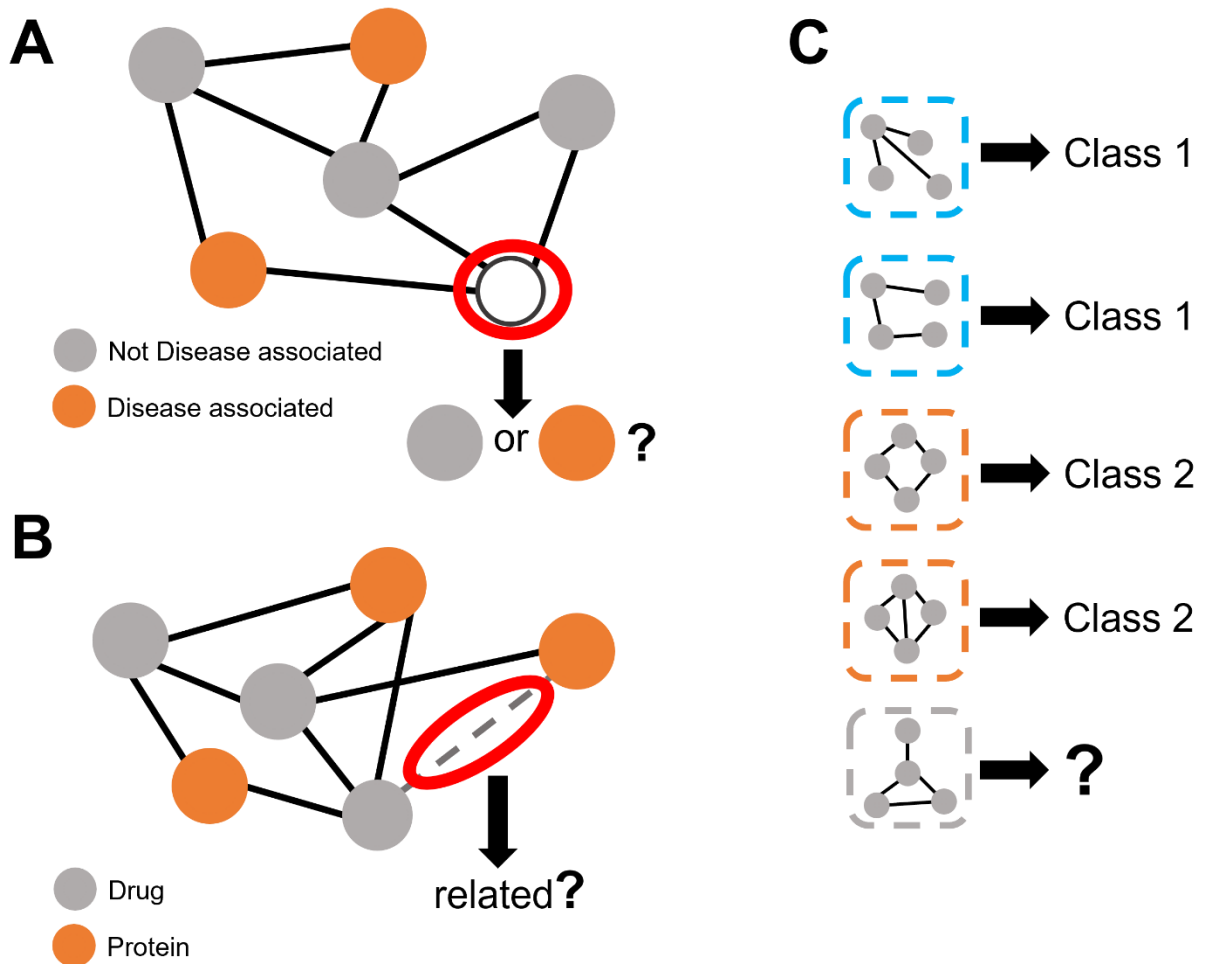 A
Not Disease associated
Disease associated
or ?
B
Drug
Protein
related?
C
Class 1
Class 1
Class 2
Class 2
?